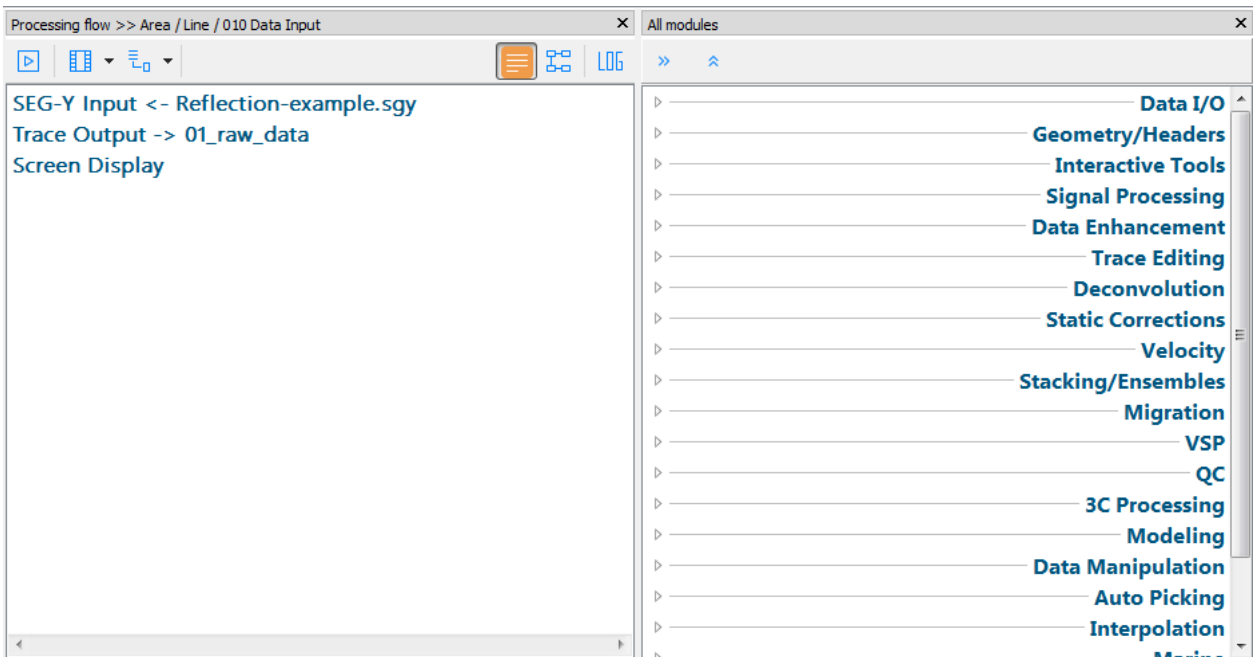 Processing flow >> Area / Line / 010 Data Input
LOG
SEG-Y Input <- Reflection-example.sgy
Trace Output -> 01_raw_data
Screen Display
All modules
Data I/O
Geometry/Headers
Interactive Tools
Signal Processing
Data Enhancement
Trace Editing
Deconvolution
Static Corrections
Velocity
Stacking/Ensembles
Migration
VSP
QC
3C Processing
Modeling
Data Manipulation
Auto Picking
Interpolation